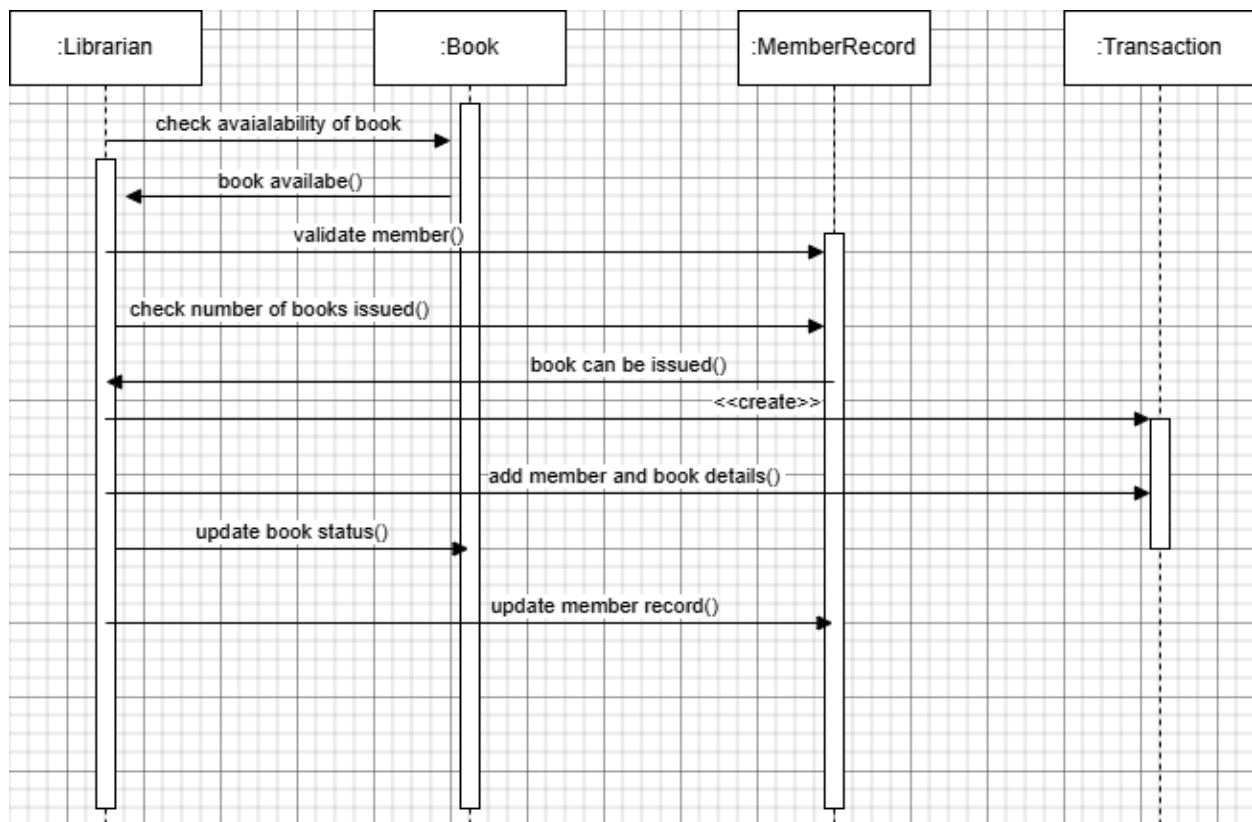 :Librarian
:Book
:MemberRecord
:Transaction
check avaialability of book
book availabe()
validate member()
check number of books issued()
book can be issued()
<<create>>
add member and book details()
update book status()
update member record()